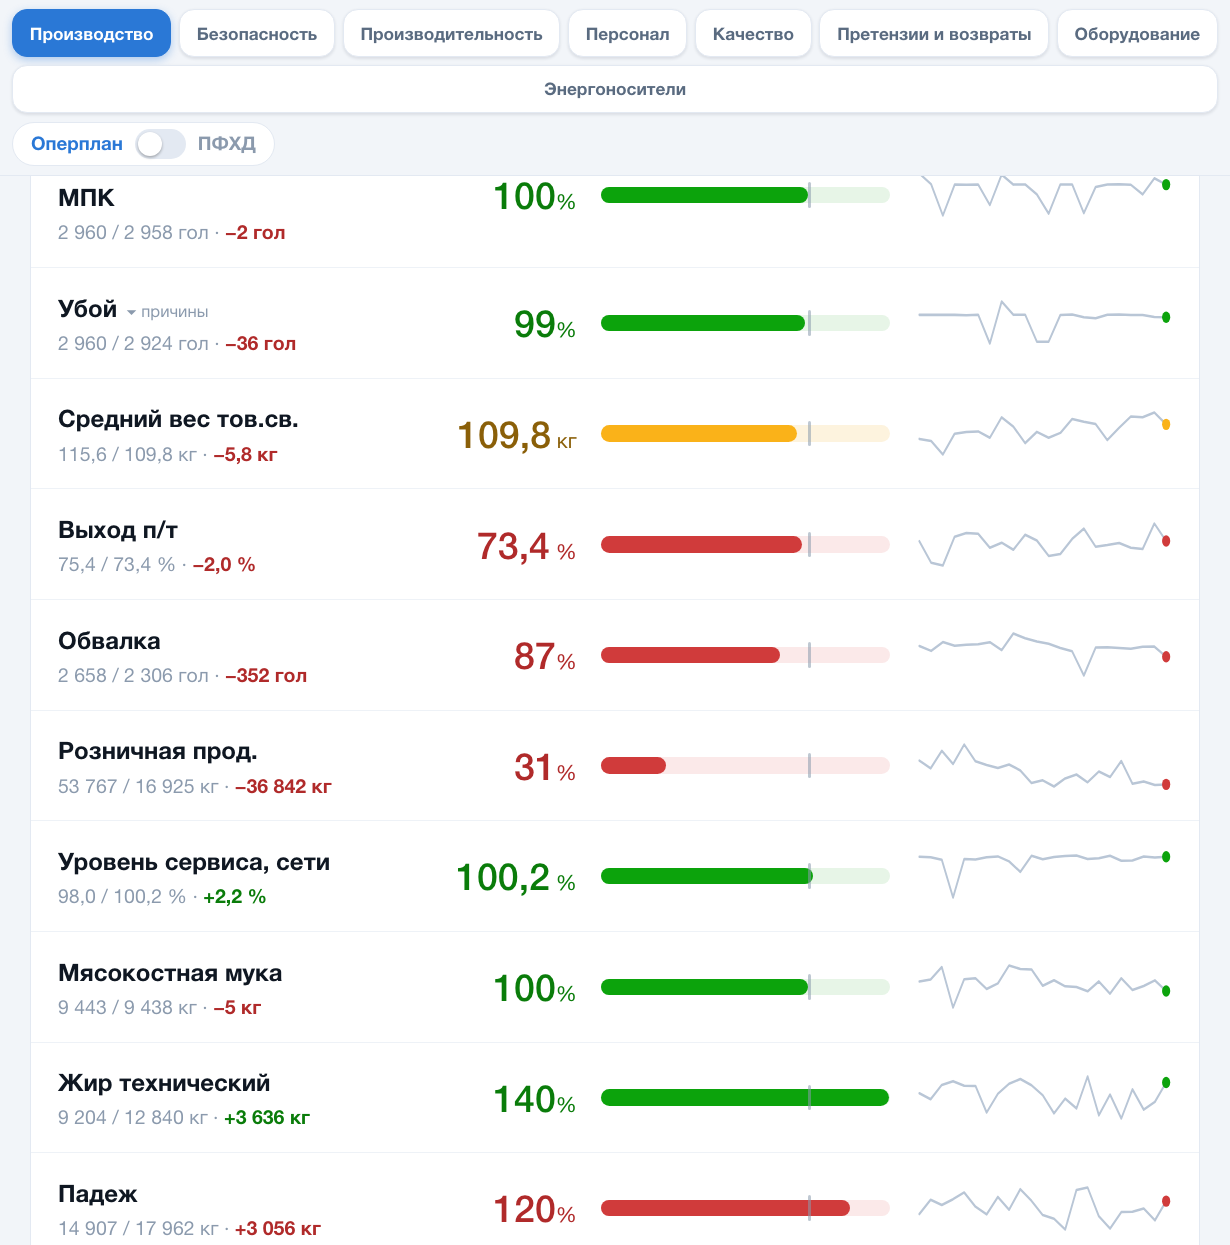 Производство Безопасность Производительность Персонал Качество Претензии и возвраты Оборудование
Энергоносители
Оперплан ПФХД
МПК 100%
2 960 / 2 958 гол · −2 гол
Убой причины 99%
2 960 / 2 924 гол · −36 гол
Средний вес тов.св. 109,8 кг
115,6 / 109,8 кг · −5,8 кг
Выход п/т 73,4 %
75,4 / 73,4 % · −2,0 %
Обвалка 87%
2 658 / 2 306 гол · −352 гол
Розничная прод. 31%
53 767 / 16 925 кг · −36 842 кг
Уровень сервиса, сети 100,2 %
98,0 / 100,2 % · +2,2 %
Мясокостная мука 100%
9 443 / 9 438 кг · −5 кг
Жир технический 140%
9 204 / 12 840 кг · +3 636 кг
Падеж 120%
14 907 / 17 962 кг · +3 056 кг